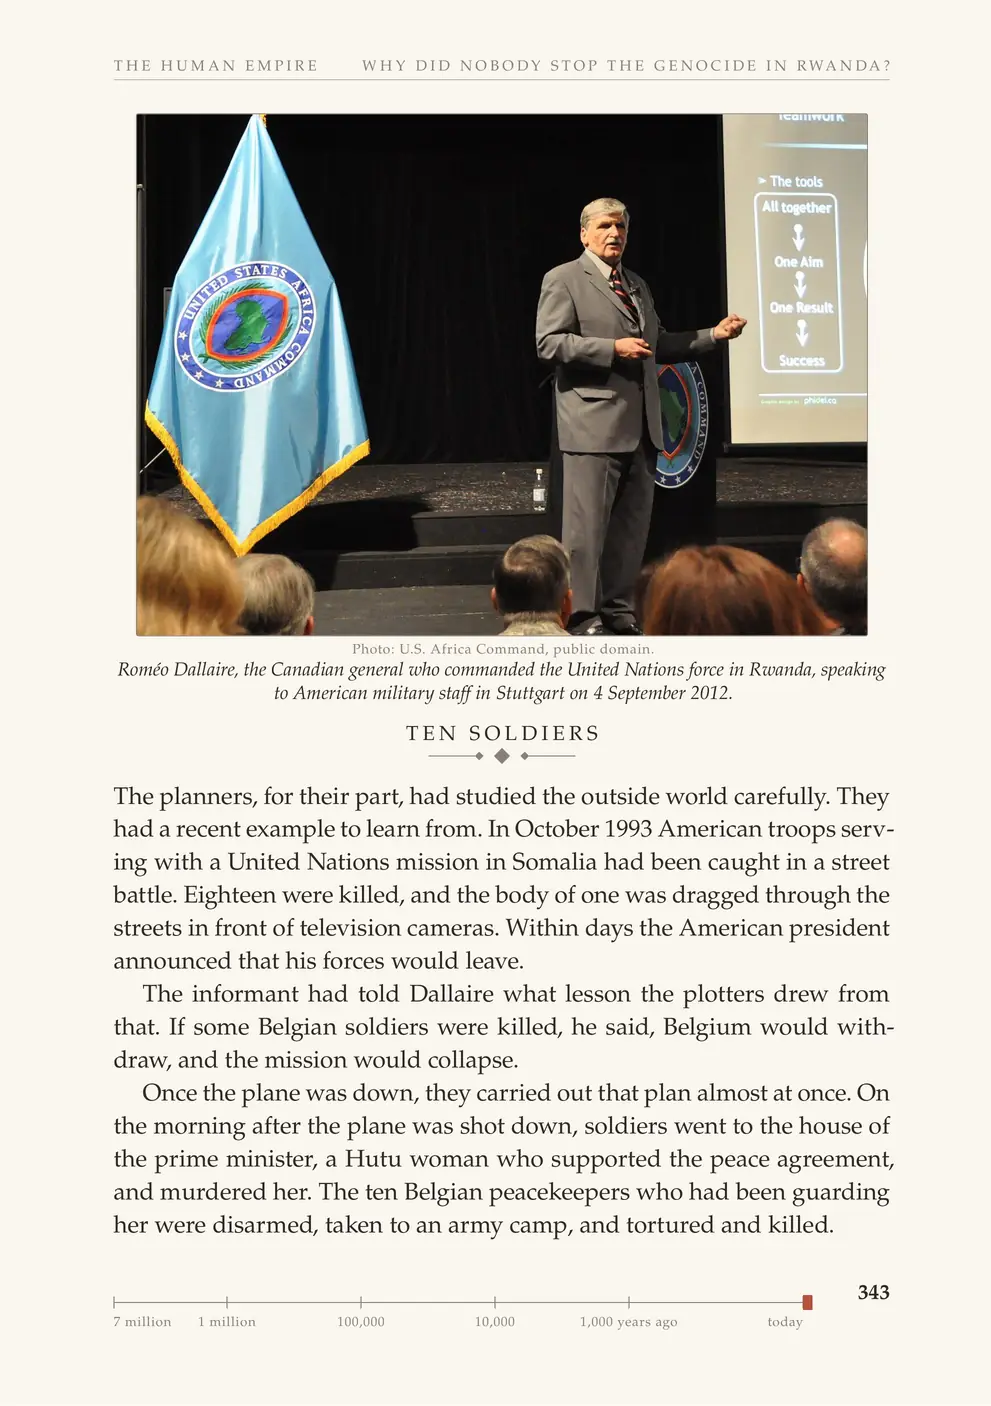 THE HUMAN EMPIRE WHY DID NOBODY STOP THE GENOCIDE IN RWANDA?
UNITED STATES AFRICA COMMAND
Teamwork
The tools
All together
One Aim
One Result
Success
phidel.ca
A COMMAND
Photo: U.S. Africa Command, public domain.
Roméo Dallaire, the Canadian general who commanded the United Nations force in Rwanda, speaking
to American military staff in Stuttgart on 4 September 2012.
TEN SOLDIERS
The planners, for their part, had studied the outside world carefully. They
had a recent example to learn from. In October 1993 American troops serv-
ing with a United Nations mission in Somalia had been caught in a street
battle. Eighteen were killed, and the body of one was dragged through the
streets in front of television cameras. Within days the American president
announced that his forces would leave.
The informant had told Dallaire what lesson the plotters drew from
that. If some Belgian soldiers were killed, he said, Belgium would with-
draw, and the mission would collapse.
Once the plane was down, they carried out that plan almost at once. On
the morning after the plane was shot down, soldiers went to the house of
the prime minister, a Hutu woman who supported the peace agreement,
and murdered her. The ten Belgian peacekeepers who had been guarding
her were disarmed, taken to an army camp, and tortured and killed.
343
7 million 1 million 100,000 10,000 1,000 years ago today